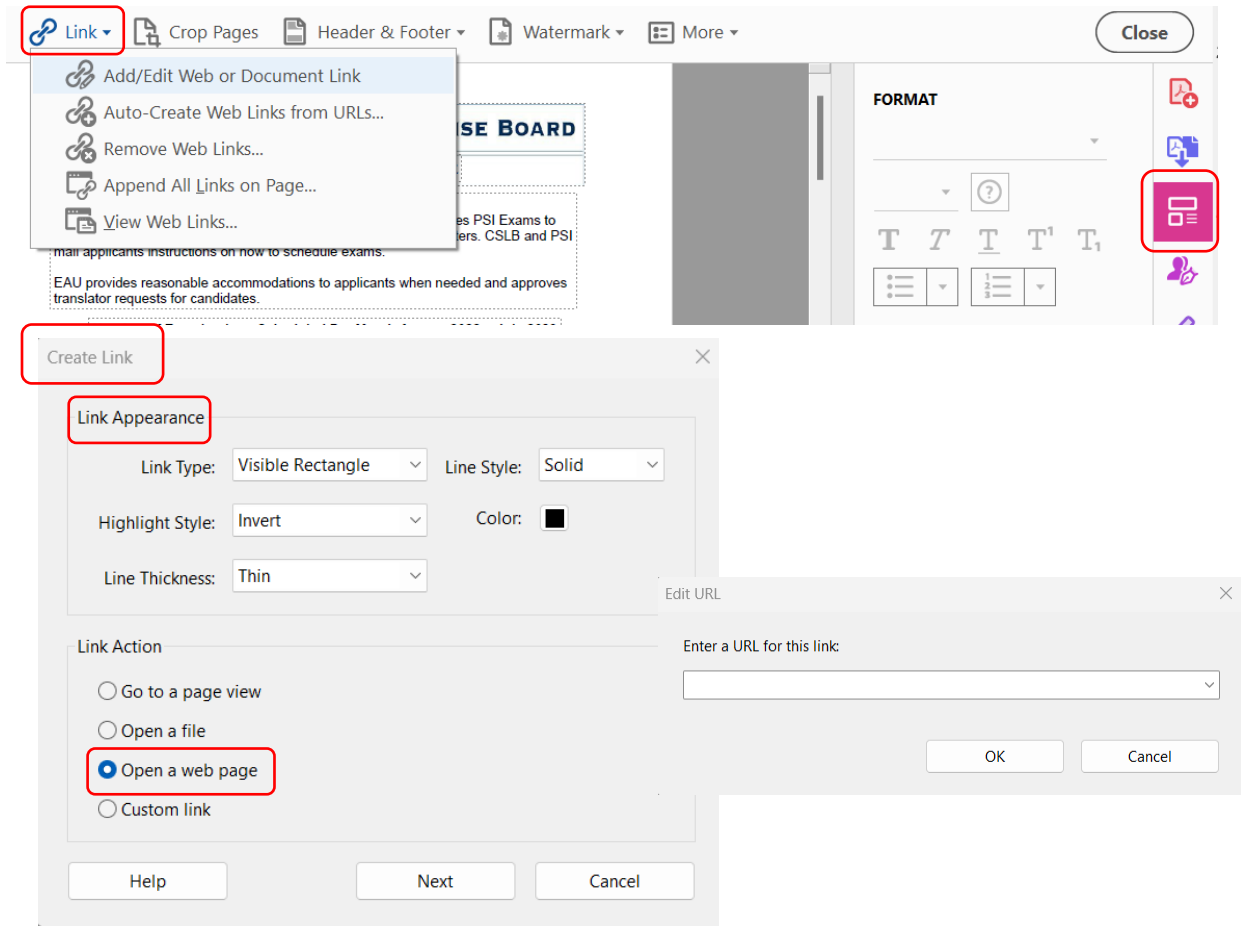 Link Crop Pages Header & Footer Watermark More Close
Add/Edit Web or Document Link
Auto-Create Web Links from URLs...
Remove Web Links...
Append All Links on Page...
View Web Links...
FORMAT
SE BOARD
PSI Exams to
CSLB and PSI
mail applicants instructions on how to schedule exams.
EAU provides reasonable accommodations to applicants when needed and approves
translator requests for candidates.
Create Link
Link Appearance
Link Type: Visible Rectangle Line Style: Solid
Highlight Style: Invert Color:
Line Thickness: Thin
Link Action
Go to a page view
Open a file
Open a web page
Custom link
Help Next Cancel
Edit URL
Enter a URL for this link:
OK Cancel